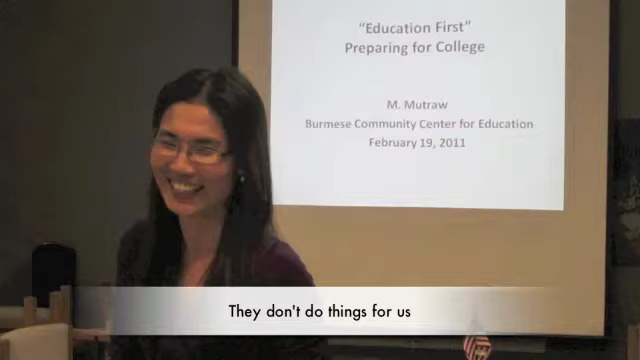 "Education First"
Preparing for College
M. Mutraw
Burmese Community Center for Education
February 19, 2011
They don't do things for us